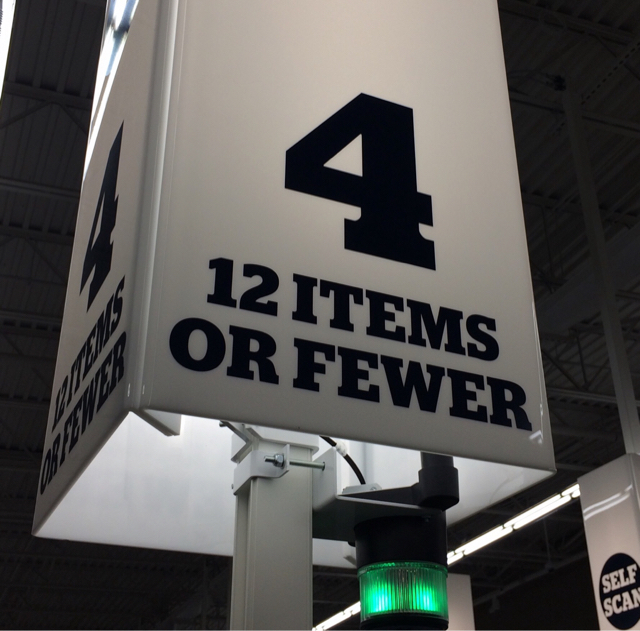 4
12 ITEMS
OR FEWER
4
12 ITEMS
OR FEWER
SELF
SCAN